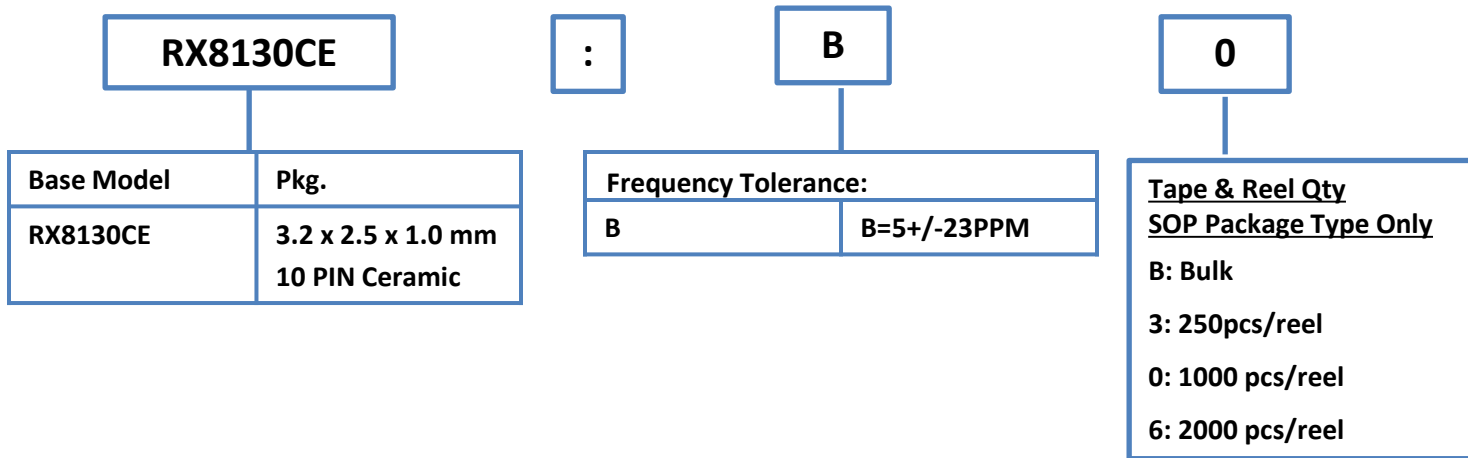 RX8130CE
:
B
0
Base Model
Pkg.
RX8130CE
3.2 x 2.5 x 1.0 mm
10 PIN Ceramic
Frequency Tolerance:
B
B=5+/-23PPM
Tape & Reel Qty
SOP Package Type Only
B: Bulk
3: 250pcs/reel
0: 1000 pcs/reel
6: 2000 pcs/reel